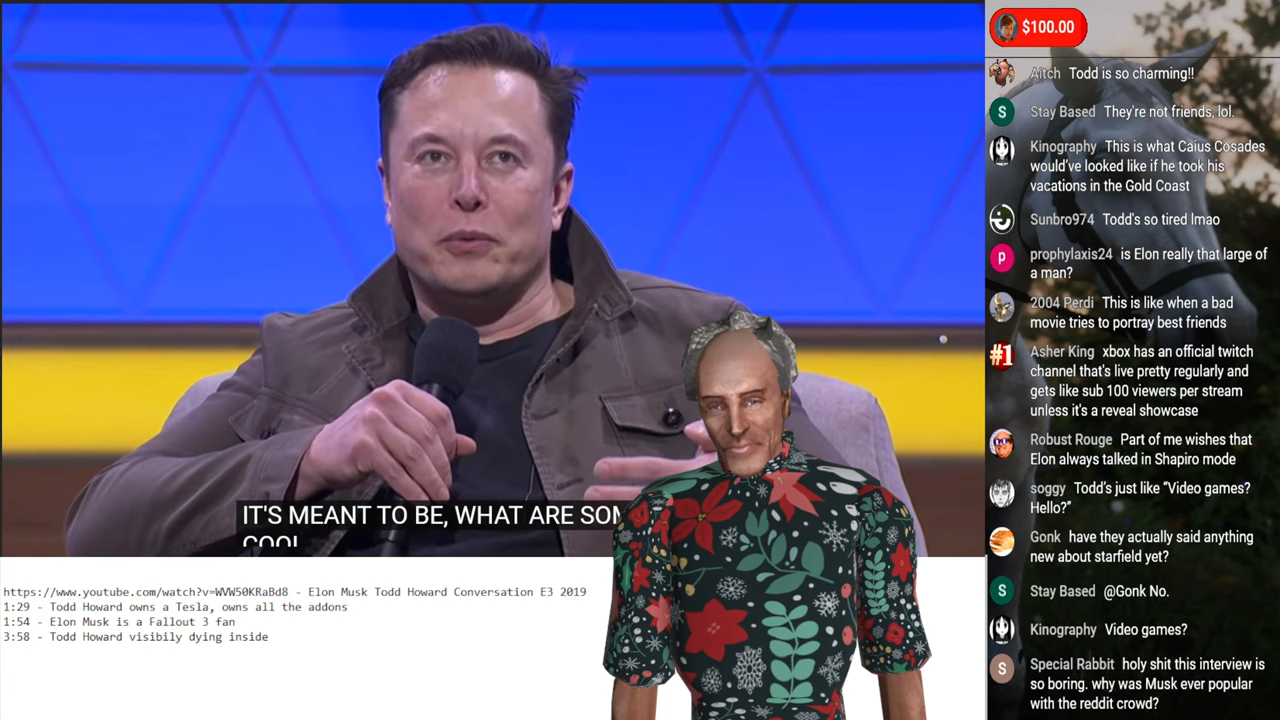 IT'S MEANT TO BE, WHAT ARE SOM
COOL
https://www.youtube.com/watch?v=WVW50KRaBd8 - Elon Musk Todd Howard Conversation E3 2019
1:29 - Todd Howard owns a Tesla, owns all the addons
1:54 - Elon Musk is a Fallout 3 fan
3:58 - Todd Howard visibily dying inside
$100.00
Aitch Todd is so charming!!
S
Stay Based They're not friends, lol.
Kinography This is what Caius Cosades
would've looked like if he took his
vacations in the Gold Coast
Sunbro974 Todd's so tired lmao
p
prophylaxis24 is Elon really that large of
a man?
2004 Perdi This is like when a bad
movie tries to portray best friends
#1
Asher King xbox has an official twitch
channel that's live pretty regularly and
gets like sub 100 viewers per stream
unless it's a reveal showcase
Robust Rouge Part of me wishes that
Elon always talked in Shapiro mode
soggy Todd's just like “Video games?
Hello?”
Gonk have they actually said anything
new about starfield yet?
S
Stay Based @Gonk No.
Kinography Video games?
S
Special Rabbit holy shit this interview is
so boring. why was Musk ever popular
with the reddit crowd?